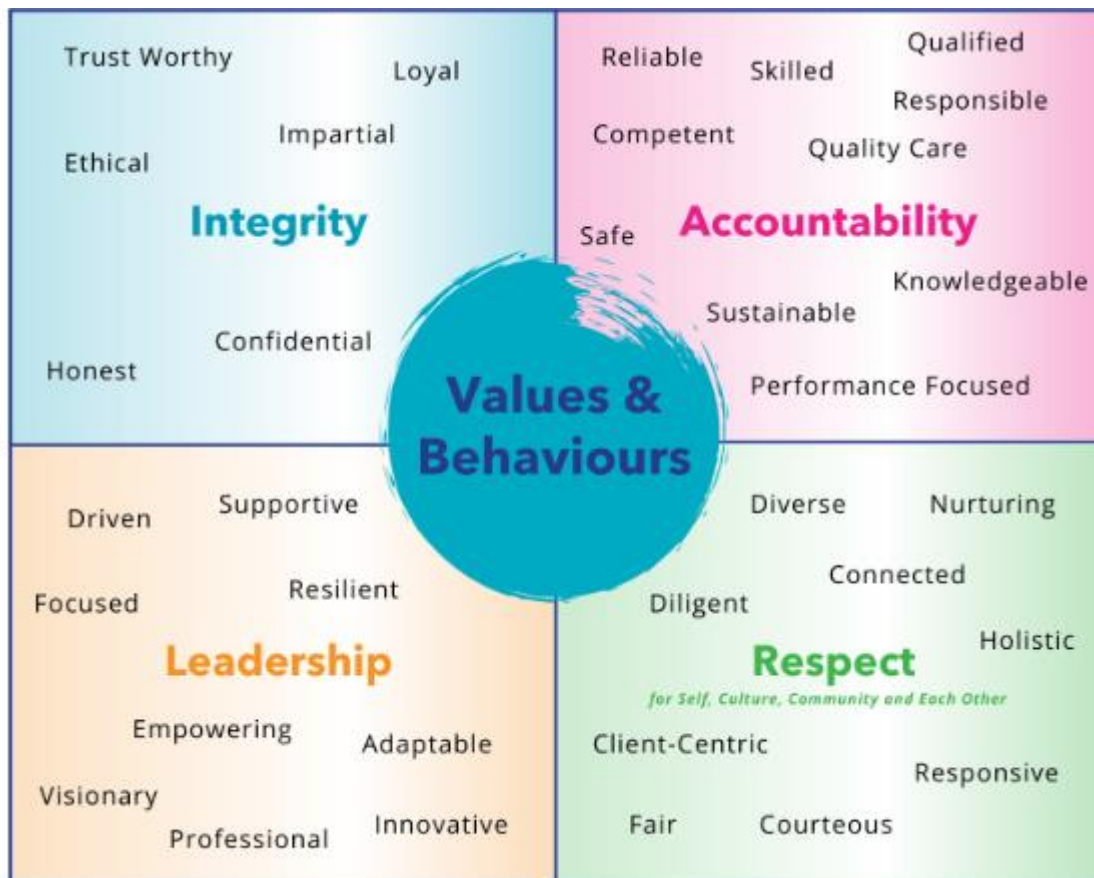 Trust Worthy
Loyal
Impartial
Ethical
Integrity
Confidential
Honest
Reliable
Skilled
Qualified
Responsible
Competent
Quality Care
Safe
Accountability
Knowledgeable
Sustainable
Performance Focused
Values &
Behaviours
Driven
Supportive
Focused
Resilient
Leadership
Empowering
Adaptable
Visionary
Professional
Innovative
Diverse
Nurturing
Connected
Diligent
Holistic
Respect
for Self, Culture, Community and Each Other
Client-Centric
Responsive
Fair
Courteous